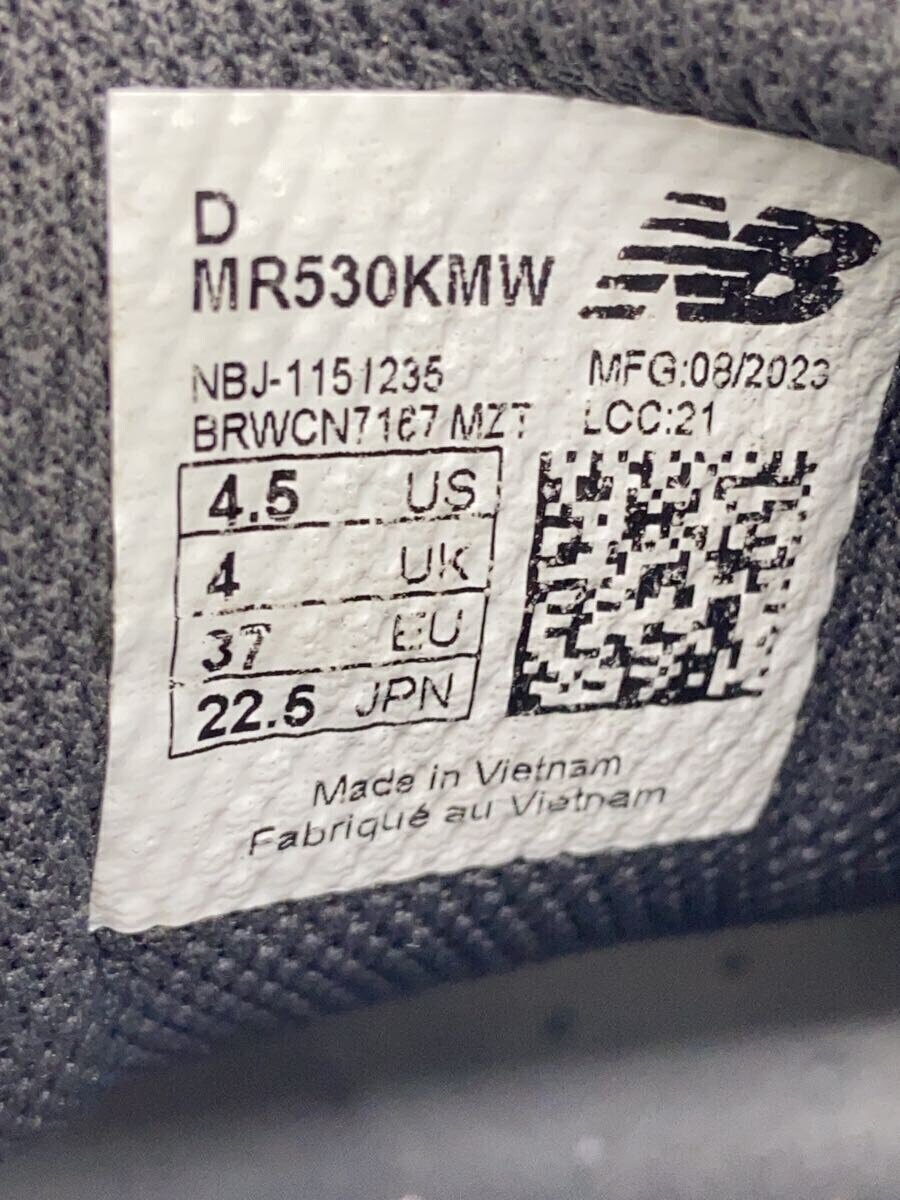 D
MR530KMW
NB
NBJ-1151235
MFG:08/2023
BRWCN7167 MZT
LCC:21
4.5 US
4 UK
37 EU
22.5 JPN
Made in Vietnam
Fabriqué au Vietnam